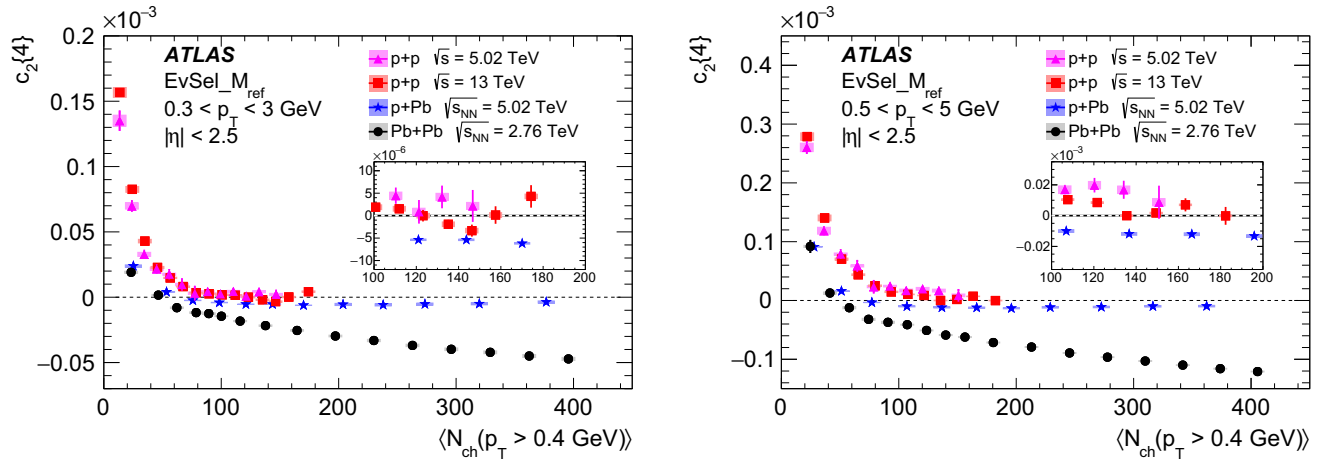 ×10⁻³
c₂{4}
0.2
0.15
0.1
0.05
0
−0.05
ATLAS
EvSel_M_ref
0.3 < p_T < 3 GeV
|η| < 2.5
p+p √s = 5.02 TeV
p+p √s = 13 TeV
p+Pb √s_NN = 5.02 TeV
Pb+Pb √s_NN = 2.76 TeV
×10⁻⁶
10
5
0
−5
−10
100 120 140 160 180 200
0 100 200 300 400
⟨N_ch(p_T > 0.4 GeV)⟩
×10⁻³
c₂{4}
0.4
0.3
0.2
0.1
0
−0.1
ATLAS
EvSel_M_ref
0.5 < p_T < 5 GeV
|η| < 2.5
p+p √s = 5.02 TeV
p+p √s = 13 TeV
p+Pb √s_NN = 5.02 TeV
Pb+Pb √s_NN = 2.76 TeV
×10⁻³
0.02
0
−0.02
100 120 140 160 180 200
0 100 200 300 400
⟨N_ch(p_T > 0.4 GeV)⟩